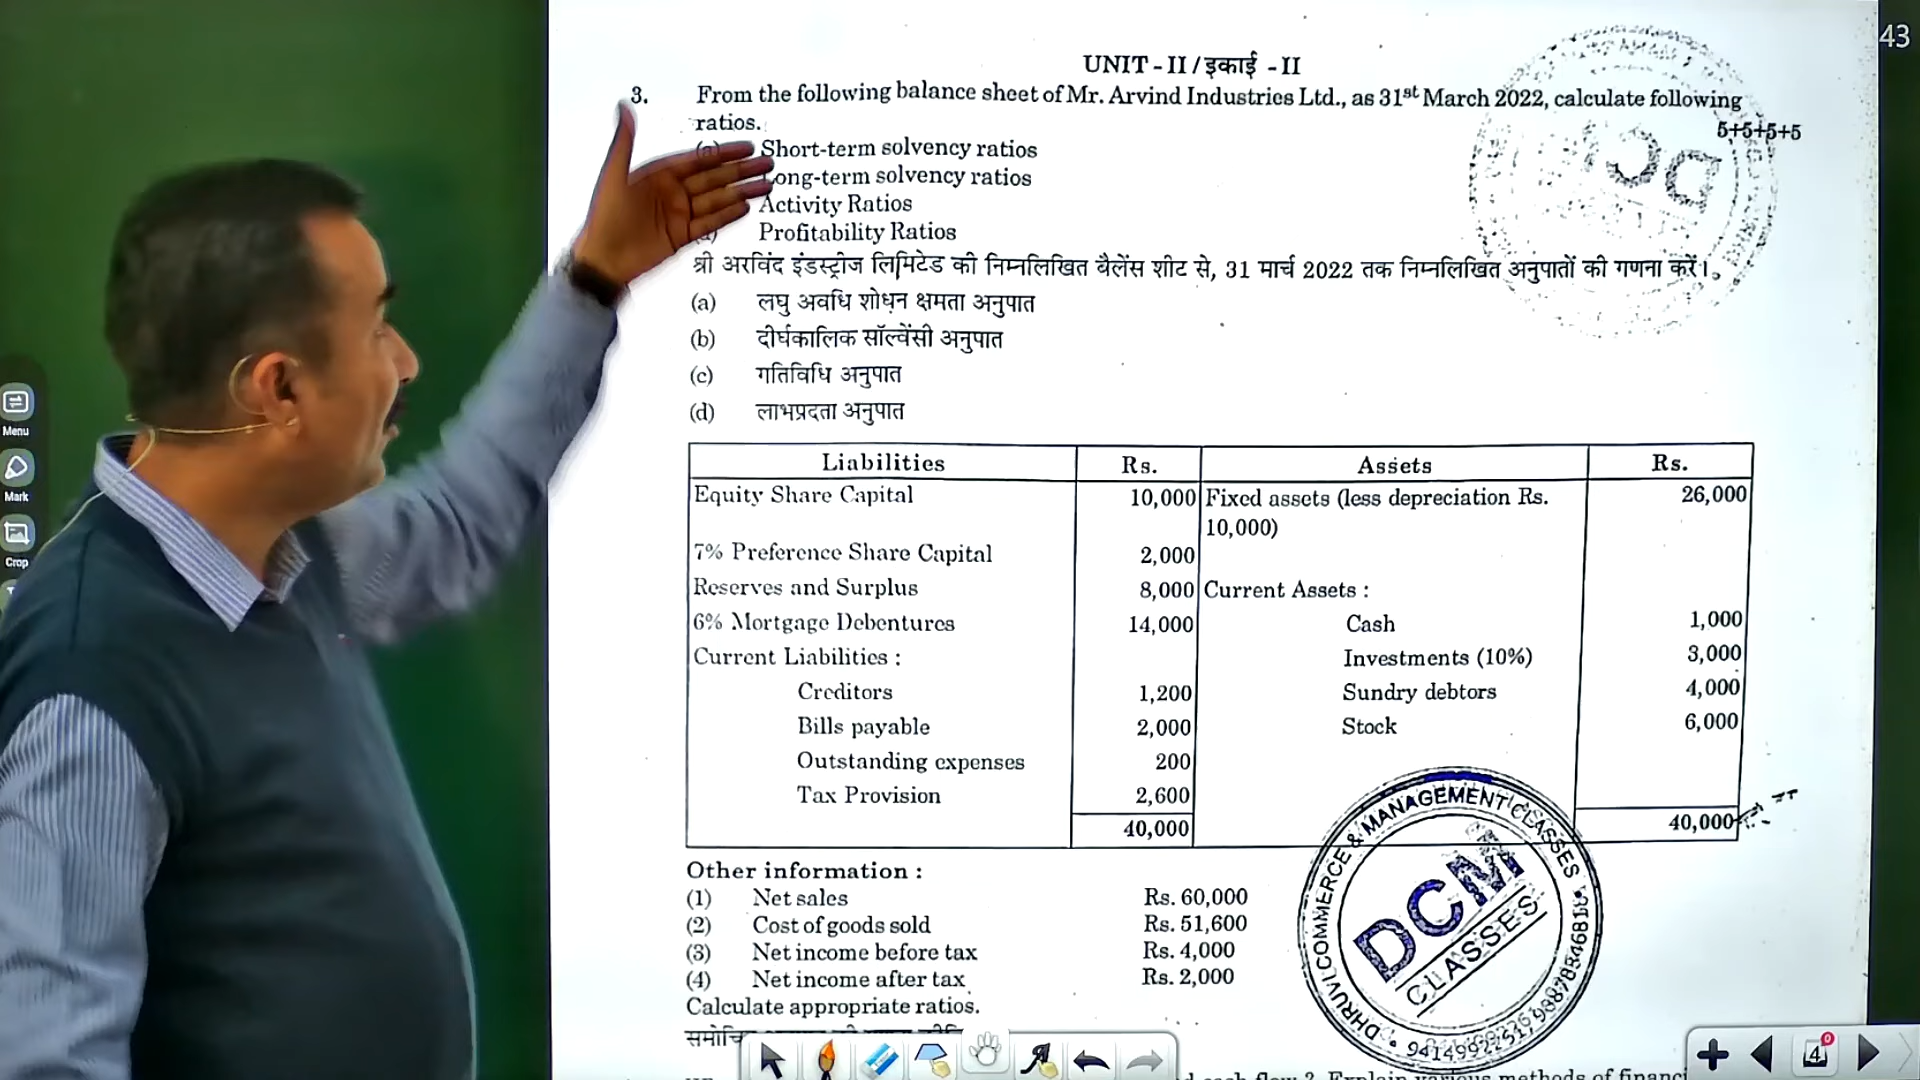 43
UNIT - II / इकाई - II
3. From the following balance sheet of Mr. Arvind Industries Ltd., as 31st March 2022, calculate following
ratios.
5+5+5+5
Short-term solvency ratios
Long-term solvency ratios
Activity Ratios
Profitability Ratios
श्री अरविंद इंडस्ट्रीज लिमिटेड की निम्नलिखित बैलेंस शीट से, 31 मार्च 2022 तक निम्नलिखित अनुपातों की गणना करें।
(a) लघु अवधि शोधन क्षमता अनुपात
(b) दीर्घकालिक सॉल्वेंसी अनुपात
(c) गतिविधि अनुपात
(d) लाभप्रदता अनुपात
Liabilities Rs. Assets Rs.
Equity Share Capital 10,000 Fixed assets (less depreciation Rs. 26,000
10,000)
7% Preference Share Capital 2,000
Reserves and Surplus 8,000 Current Assets :
6% Mortgage Debentures 14,000 Cash 1,000
Current Liabilities : Investments (10%) 3,000
Creditors 1,200 Sundry debtors 4,000
Bills payable 2,000 Stock 6,000
Outstanding expenses 200
Tax Provision 2,600
40,000 40,000
Other information :
(1) Net sales Rs. 60,000
(2) Cost of goods sold Rs. 51,600
(3) Net income before tax Rs. 4,000
(4) Net income after tax Rs. 2,000
Calculate appropriate ratios.
DHRUVI COMMERCE & MANAGEMENT CLASSES
DCM
CLASSES
Menu
Mark
Crop
4
0